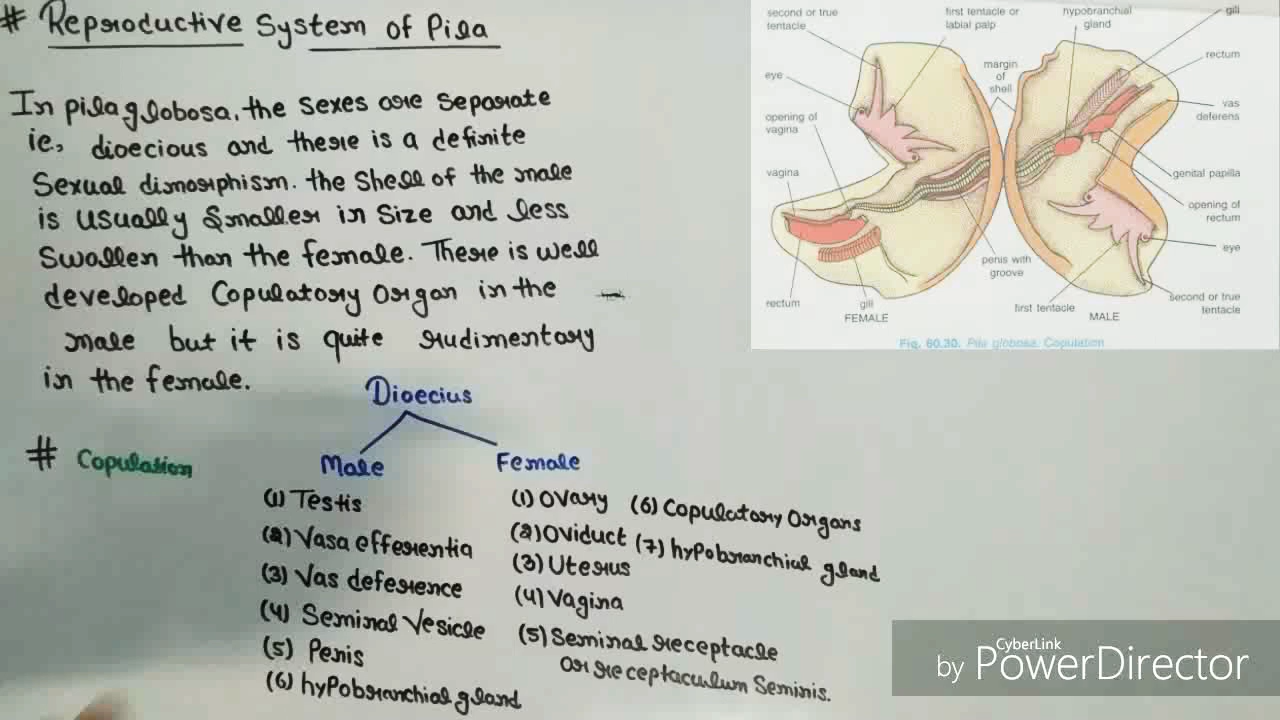 # Reproductive System of Pila
In pila globosa, the sexes are separate
ie, dioecious and there is a definite
Sexual dimorphism. the shell of the male
is usually smaller in size and less
swallen than the female. There is well
developed Copulatory organ in the
male but it is quite rudimentary
in the female.
Dioecius
# Copulation
Male
Female
(1) Testis
(2) Vasa efferentia
(3) Vas deference
(4) Seminal Vesicle
(5) Penis
(6) hypobranchial gland
(1) Ovary
(2) Oviduct
(3) Uterus
(4) Vagina
(5) Seminal receptacle
or receptaculum Seminis.
(6) Copulatory Organs
(7) hypobranchial gland
second or true
tentacle
first tentacle or
labial palp
hypobranchial
gland
gill
eye
margin
of
shell
rectum
opening of
vagina
vas
deferens
vagina
genital papilla
opening of
rectum
eye
penis with
groove
rectum
gill
FEMALE
first tentacle
MALE
second or true
tentacle
Fig. 60.30. Pila globosa. Copulation
CyberLink
by PowerDirector